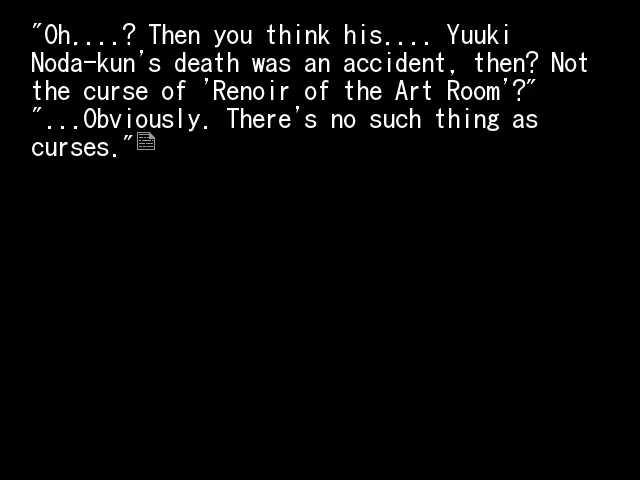 "Oh....? Then you think his.... Yuuki
Noda-kun's death was an accident, then? Not
the curse of 'Renoir of the Art Room'?"
"...Obviously. There's no such thing as
curses."